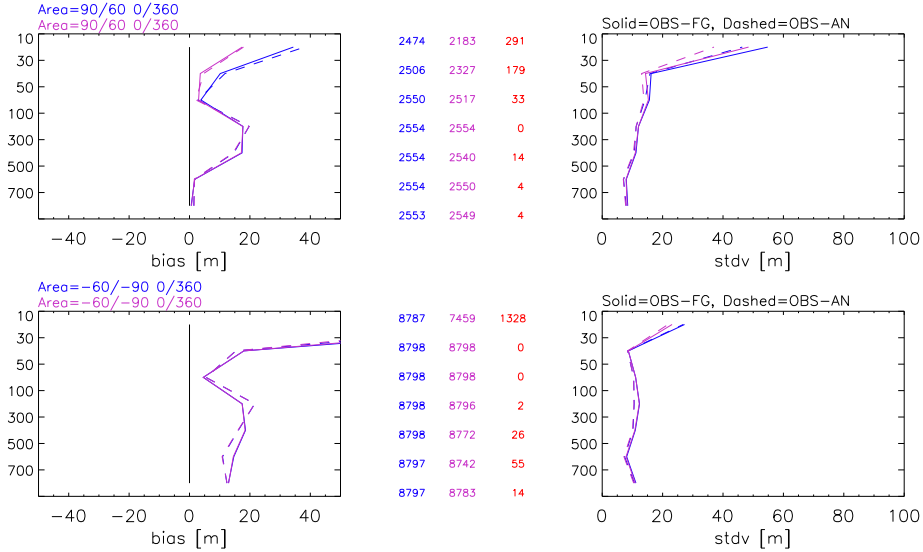 Area=90/60 0/360
Area=90/60 0/360
Solid=OBS-FG, Dashed=OBS-AN
10
30
50
100
300
500
700
-40 -20 0 20 40
bias [m]
2474 2183 291
2506 2327 179
2550 2517 33
2554 2554 0
2554 2540 14
2554 2550 4
2553 2549 4
10
30
50
100
300
500
700
0 20 40 60 80 100
stdv [m]
Area=-60/-90 0/360
Area=-60/-90 0/360
Solid=OBS-FG, Dashed=OBS-AN
10
30
50
100
300
500
700
-40 -20 0 20 40
bias [m]
8787 7459 1328
8798 8798 0
8798 8798 0
8798 8796 2
8798 8772 26
8797 8742 55
8797 8783 14
10
30
50
100
300
500
700
0 20 40 60 80 100
stdv [m]